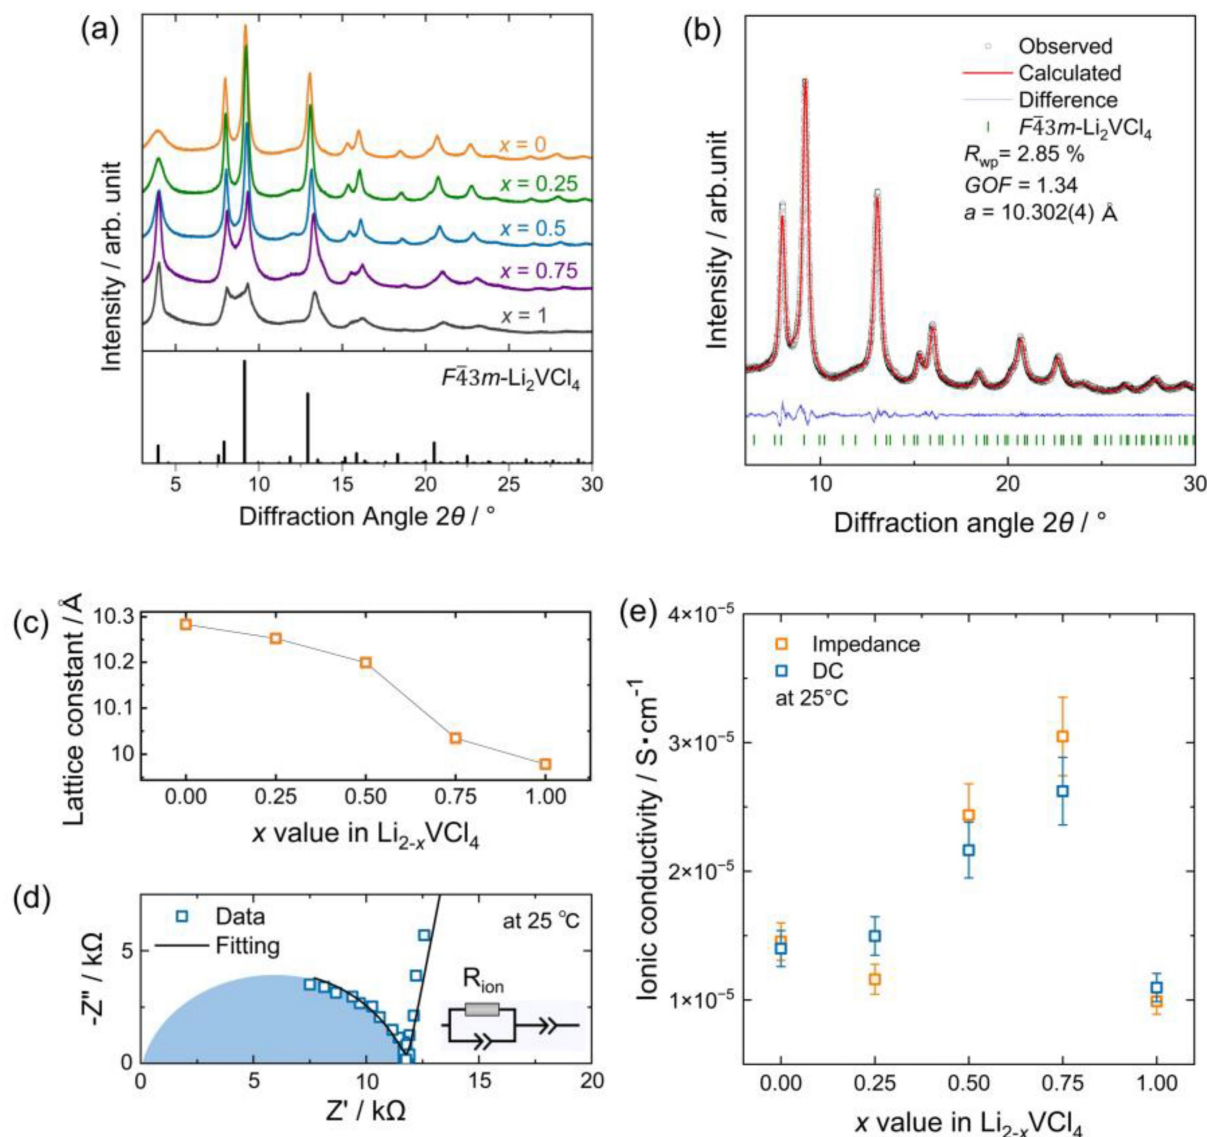 (a)
x = 0
x = 0.25
x = 0.5
x = 0.75
x = 1
Intensity / arb. unit
F4̅3m-Li₂VCl₄
5 10 15 20 25 30
Diffraction Angle 2θ / °
(b)
Observed
Calculated
Difference
F4̅3m-Li₂VCl₄
Rwp= 2.85 %
GOF = 1.34
a = 10.302(4) Å
Intensity / arb.unit
10 20 30
Diffraction angle 2θ / °
(c)
Lattice constant / Å
10.3
10.2
10.1
10
0.00 0.25 0.50 0.75 1.00
x value in Li₂₋ₓVCl₄
(d)
Data
Fitting
at 25 °C
Rion
-Z" / kΩ
5
0
0 5 10 15 20
Z' / kΩ
(e)
Impedance
DC
at 25°C
Ionic conductivity / S·cm⁻¹
4×10⁻⁵
3×10⁻⁵
2×10⁻⁵
1×10⁻⁵
0.00 0.25 0.50 0.75 1.00
x value in Li₂₋ₓVCl₄